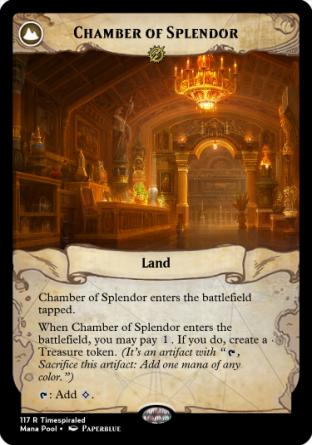 CHAMBER OF SPLENDOR
Land
Chamber of Splendor enters the battlefield
tapped.
When Chamber of Splendor enters the
battlefield, you may pay 1. If you do, create a
Treasure token. (It's an artifact with "T,
Sacrifice this artifact: Add one mana of any
color.")
: Add .
117 R Timespiraled
Mana Pool • PAPERBLUE